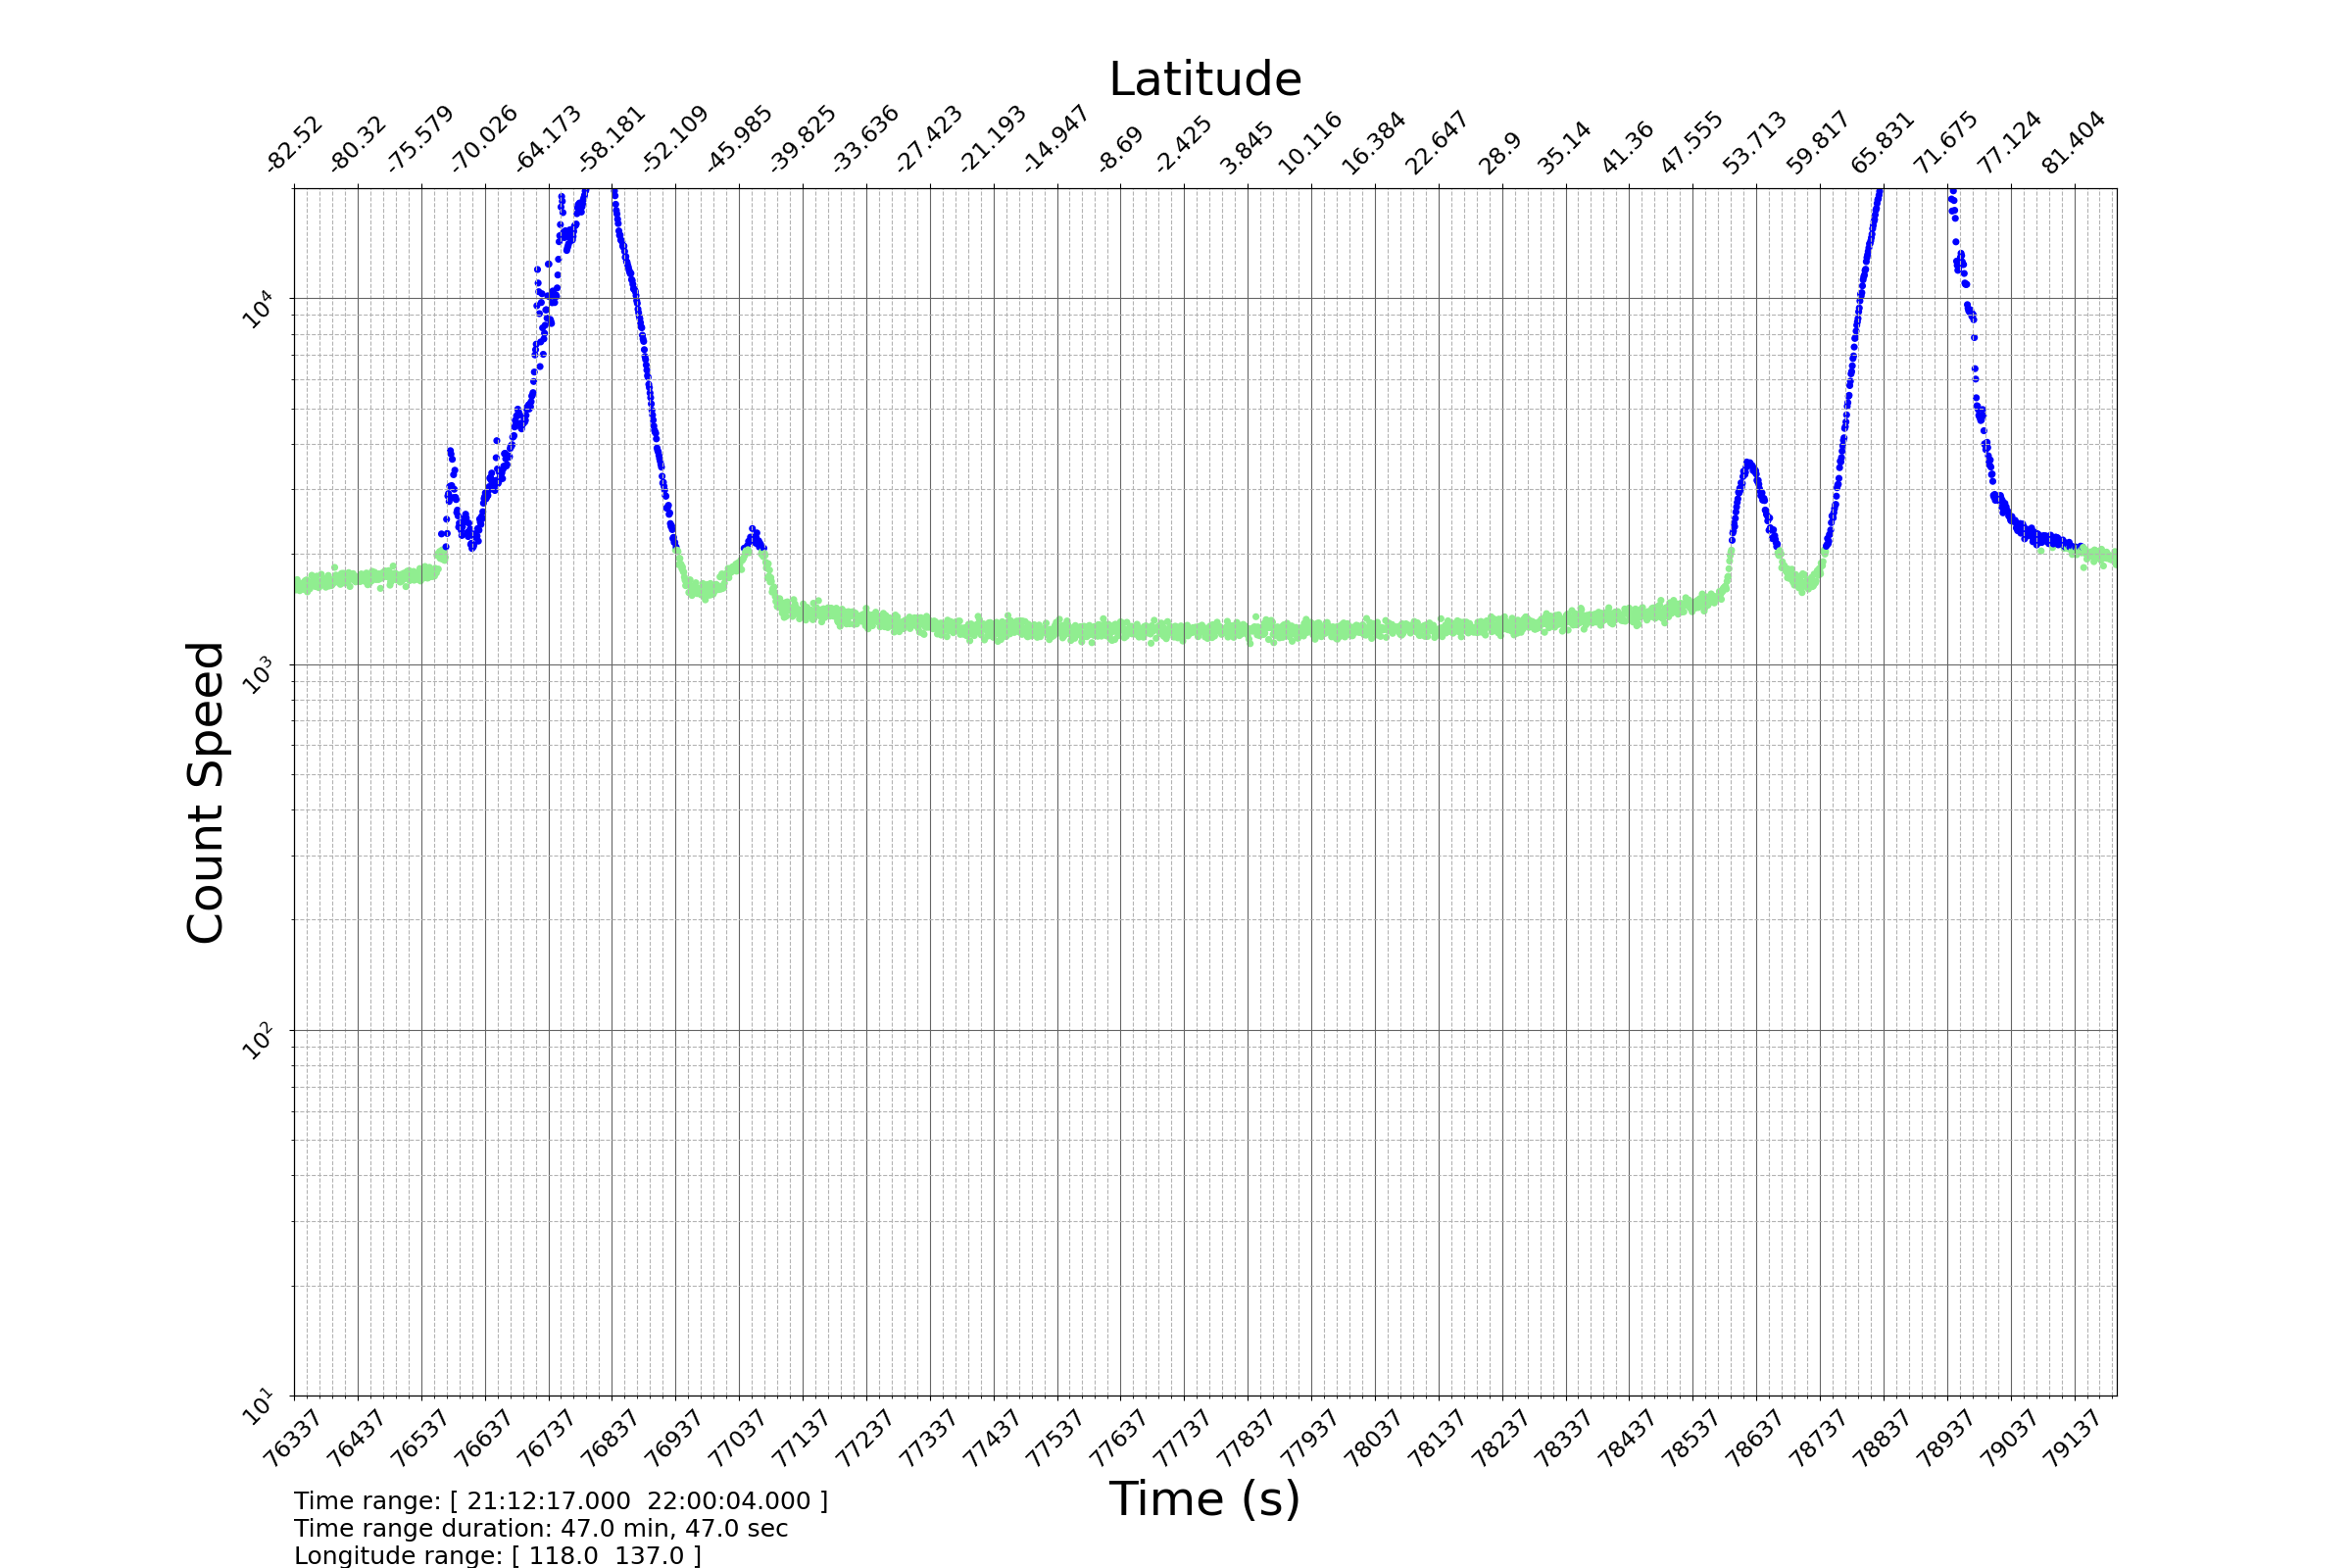 Latitude
-82.52 -80.32 -75.579 -70.026 -64.173 -58.181 -52.109 -45.985 -39.825 -33.636 -27.423 -21.193 -14.947 -8.69 -2.425 3.845 10.116 16.384 22.647 28.9 35.14 41.36 47.555 53.713 59.817 65.831 71.675 77.124 81.404
10⁴
10³
Count Speed
10²
10¹
76337 76437 76537 76637 76737 76837 76937 77037 77137 77237 77337 77437 77537 77637 77737 77837 77937 78037 78137 78237 78337 78437 78537 78637 78737 78837 78937 79037 79137
Time (s)
Time range: [ 21:12:17.000  22:00:04.000 ]
Time range duration: 47.0 min, 47.0 sec
Longitude range: [ 118.0  137.0 ]